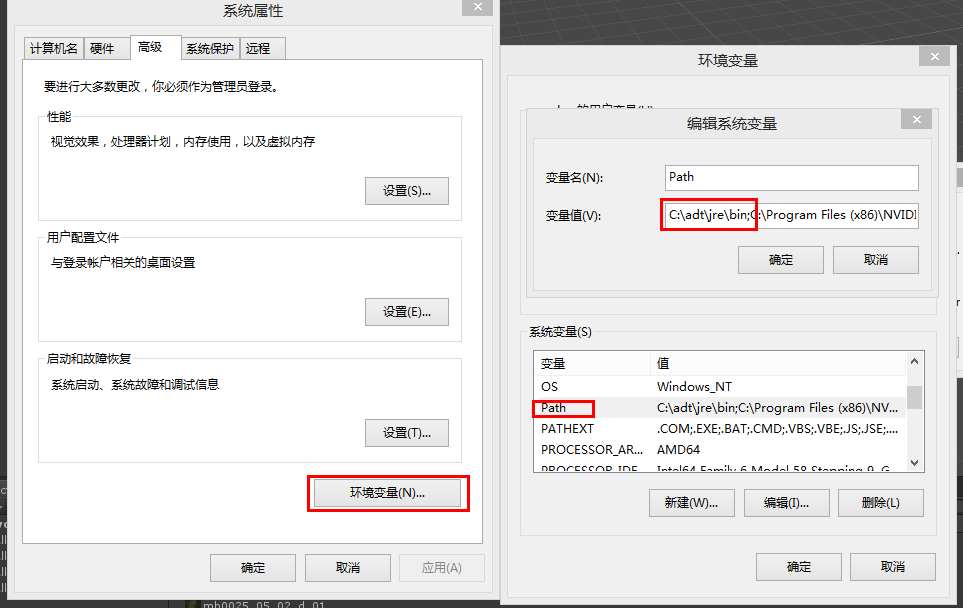 系统属性
计算机名 硬件 高级 系统保护 远程
要进行大多数更改，你必须作为管理员登录。
性能
视觉效果，处理器计划，内存使用，以及虚拟内存
设置(S)...
用户配置文件
与登录帐户相关的桌面设置
设置(E)...
启动和故障恢复
系统启动、系统故障和调试信息
设置(T)...
环境变量(N)...
确定 取消 应用(A)
环境变量
编辑系统变量
变量名(N): Path
变量值(V): C:\adt\jre\bin;C:\Program Files (x86)\NVIDI
确定 取消
系统变量(S)
变量 值
OS Windows_NT
Path C:\adt\jre\bin;C:\Program Files (x86)\NV...
PATHEXT .COM;.EXE;.BAT;.CMD;.VBS;.VBE;.JS;.JSE;....
PROCESSOR_AR... AMD64
PROCESSOR_IDE Intel64 Family 6 Model 58 Stepping 9, G
新建(W)... 编辑(I)... 删除(L)
确定 取消
mb0025_05_02_d_01